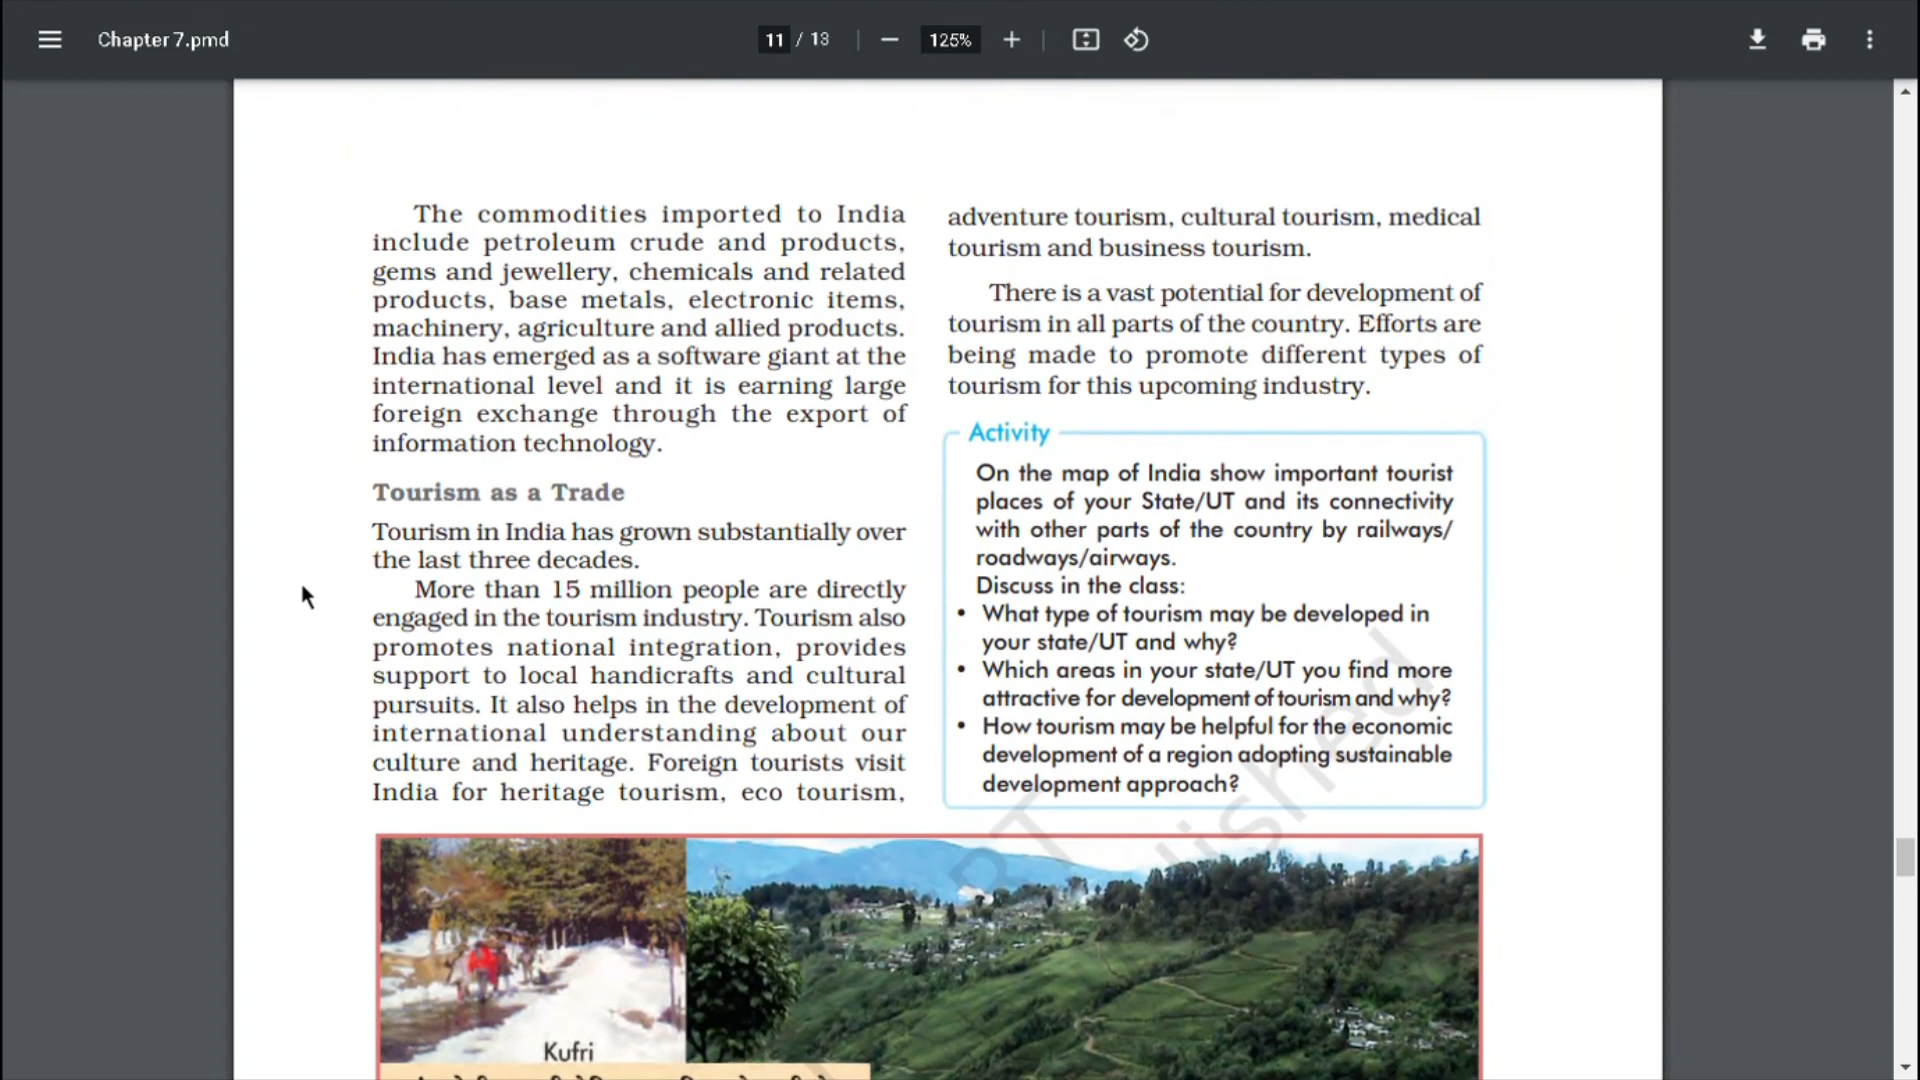 Chapter 7.pmd
11 / 13
125%
The commodities imported to India
include petroleum crude and products,
gems and jewellery, chemicals and related
products, base metals, electronic items,
machinery, agriculture and allied products.
India has emerged as a software giant at the
international level and it is earning large
foreign exchange through the export of
information technology.
Tourism as a Trade
Tourism in India has grown substantially over
the last three decades.
More than 15 million people are directly
engaged in the tourism industry. Tourism also
promotes national integration, provides
support to local handicrafts and cultural
pursuits. It also helps in the development of
international understanding about our
culture and heritage. Foreign tourists visit
India for heritage tourism, eco tourism,
adventure tourism, cultural tourism, medical
tourism and business tourism.
There is a vast potential for development of
tourism in all parts of the country. Efforts are
being made to promote different types of
tourism for this upcoming industry.
Activity
On the map of India show important tourist
places of your State/UT and its connectivity
with other parts of the country by railways/
roadways/airways.
Discuss in the class:
• What type of tourism may be developed in
your state/UT and why?
• Which areas in your state/UT you find more
attractive for development of tourism and why?
• How tourism may be helpful for the economic
development of a region adopting sustainable
development approach?
Kufri